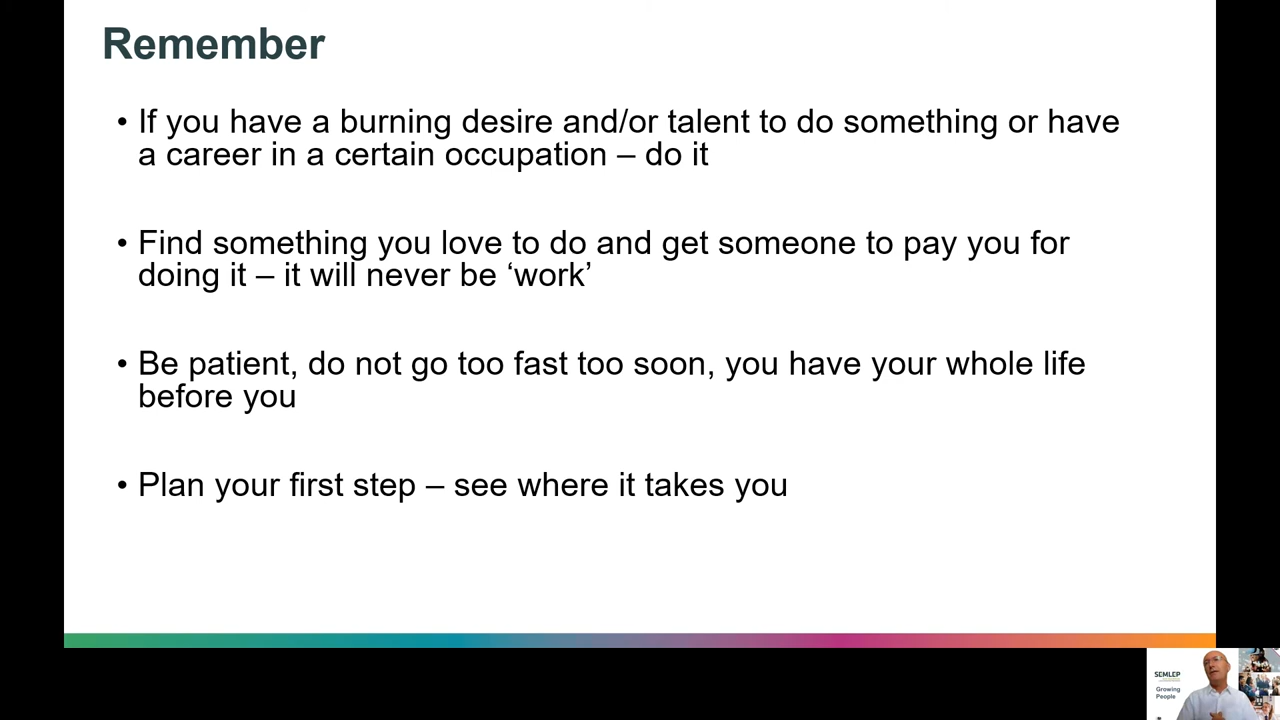 Remember
• If you have a burning desire and/or talent to do something or have
a career in a certain occupation – do it
• Find something you love to do and get someone to pay you for
doing it – it will never be ‘work’
• Be patient, do not go too fast too soon, you have your whole life
before you
• Plan your first step – see where it takes you
SEMLEP
Growing
People